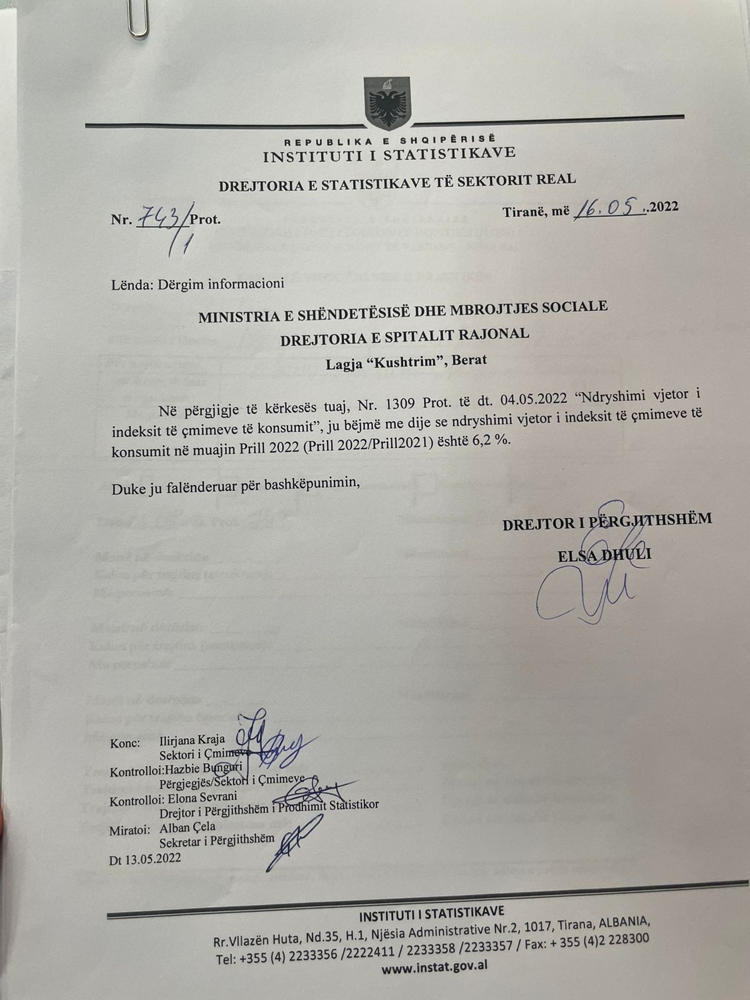 REPUBLIKA E SHQIPËRISË
INSTITUTI I STATISTIKAVE
DREJTORIA E STATISTIKAVE TË SEKTORIT REAL
Nr. 743/1 Prot.
Tiranë, më 16.05..2022
Lënda: Dërgim informacioni
MINISTRIA E SHËNDETËSISË DHE MBROJTJES SOCIALE
DREJTORIA E SPITALIT RAJONAL
Lagja “Kushtrim”, Berat
Në përgjigje të kërkesës tuaj, Nr. 1309 Prot. të dt. 04.05.2022 “Ndryshimi vjetor i
indeksit të çmimeve të konsumit”, ju bëjmë me dije se ndryshimi vjetor i indeksit të çmimeve të
konsumit në muajin Prill 2022 (Prill 2022/Prill2021) është 6,2 %.
Duke ju falënderuar për bashkëpunimin,
DREJTOR I PËRGJITHSHËM
ELSA DHULI
Konc: Ilirjana Kraja
Sektori i Çmimeve
Kontrolloi:Hazbie Bunguri
Përgjegjës/Sektori i Çmimeve
Kontrolloi: Elona Sevrani
Drejtor i Përgjithshëm i Prodhimit Statistikor
Miratoi: Alban Çela
Sekretar i Përgjithshëm
Dt 13.05.2022
INSTITUTI I STATISTIKAVE
Rr.Vllazën Huta, Nd.35, H.1, Njësia Administrative Nr.2, 1017, Tirana, ALBANIA,
Tel: +355 (4) 2233356 /2222411 / 2233358 /2233357 / Fax: + 355 (4)2 228300
www.instat.gov.al